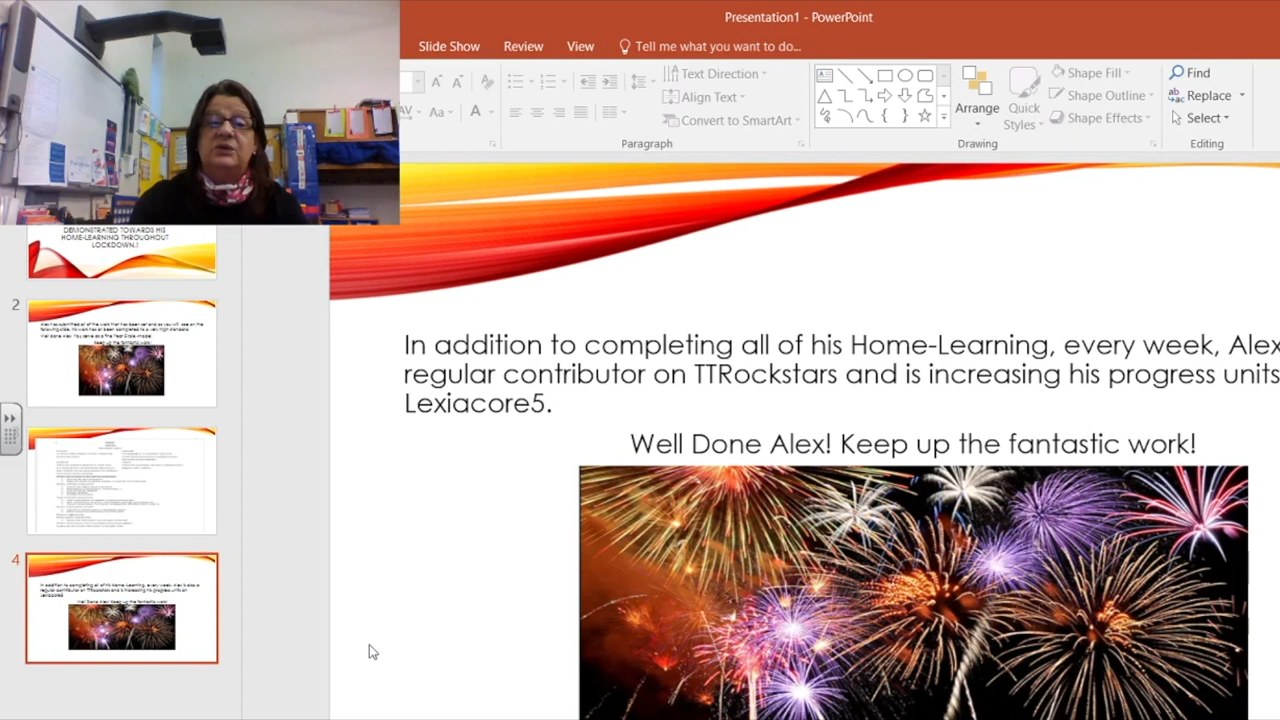 Presentation1 - PowerPoint
Slide Show Review View Tell me what you want to do...
Text Direction
Align Text
Convert to SmartArt
Paragraph
Arrange
Quick
Styles
Shape Fill
Shape Outline
Shape Effects
Drawing
Find
Replace
Select
Editing
DEMONSTRATED TOWARDS HIS
HOME-LEARNING THROUGHOUT
LOCKDOWN.!
2
4
In addition to completing all of his Home-Learning, every week, Alex
regular contributor on TTRockstars and is increasing his progress units
Lexiacore5.
Well Done Alex! Keep up the fantastic work!